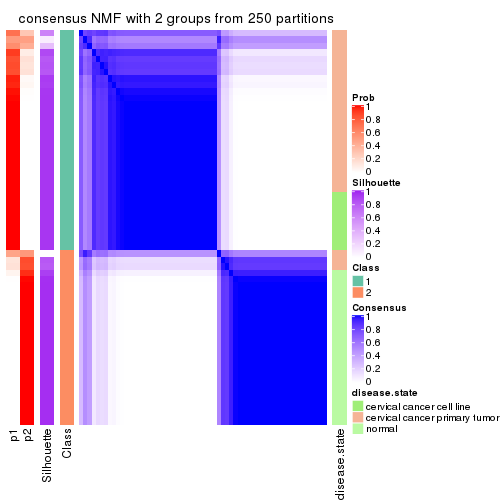 consensus NMF with 2 groups from 250 partitions
Prob
1
0.8
0.6
0.4
0.2
0
Silhouette
1
0.8
0.6
0.4
0.2
0
Class
1
2
Consensus
1
0.8
0.6
0.4
0.2
0
disease.state
cervical cancer cell line
cervical cancer primary tumor
normal
p1
p2
Silhouette
Class
disease.state